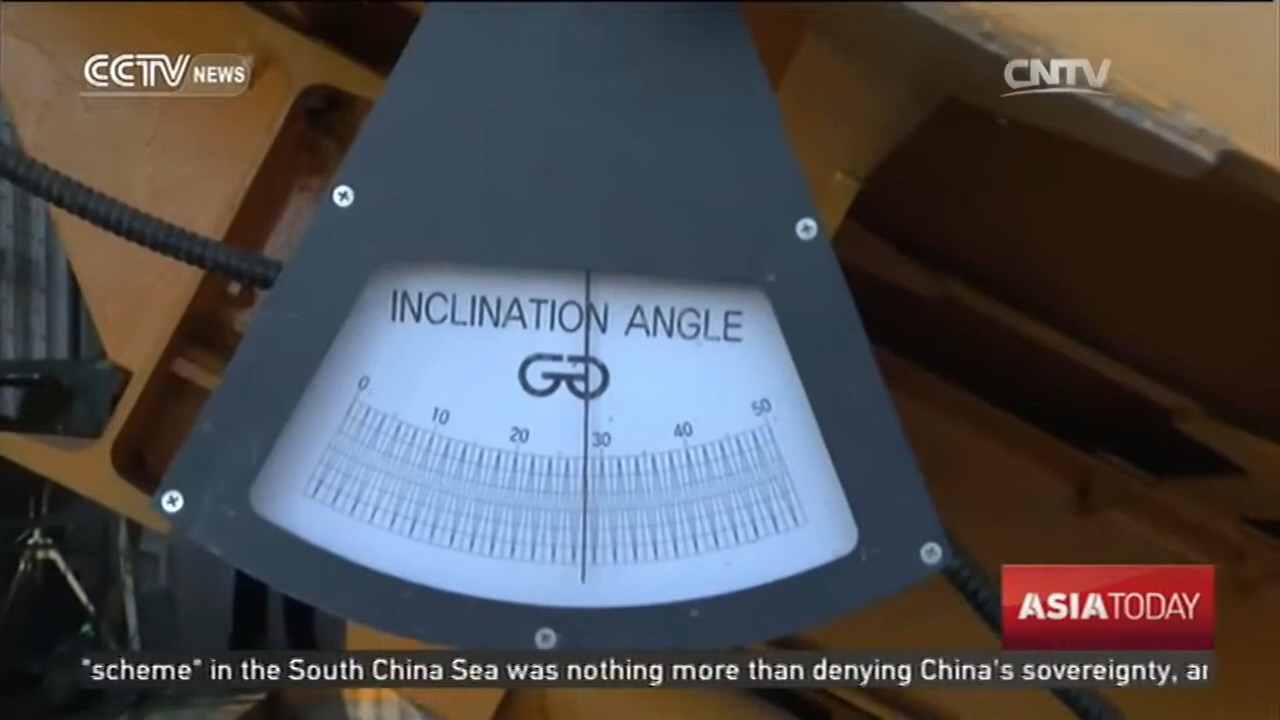 CCTV NEWS
CNTV
INCLINATION ANGLE
0
10
20
30
40
50
ASIA TODAY
"scheme" in the South China Sea was nothing more than denying China's sovereignty, ar